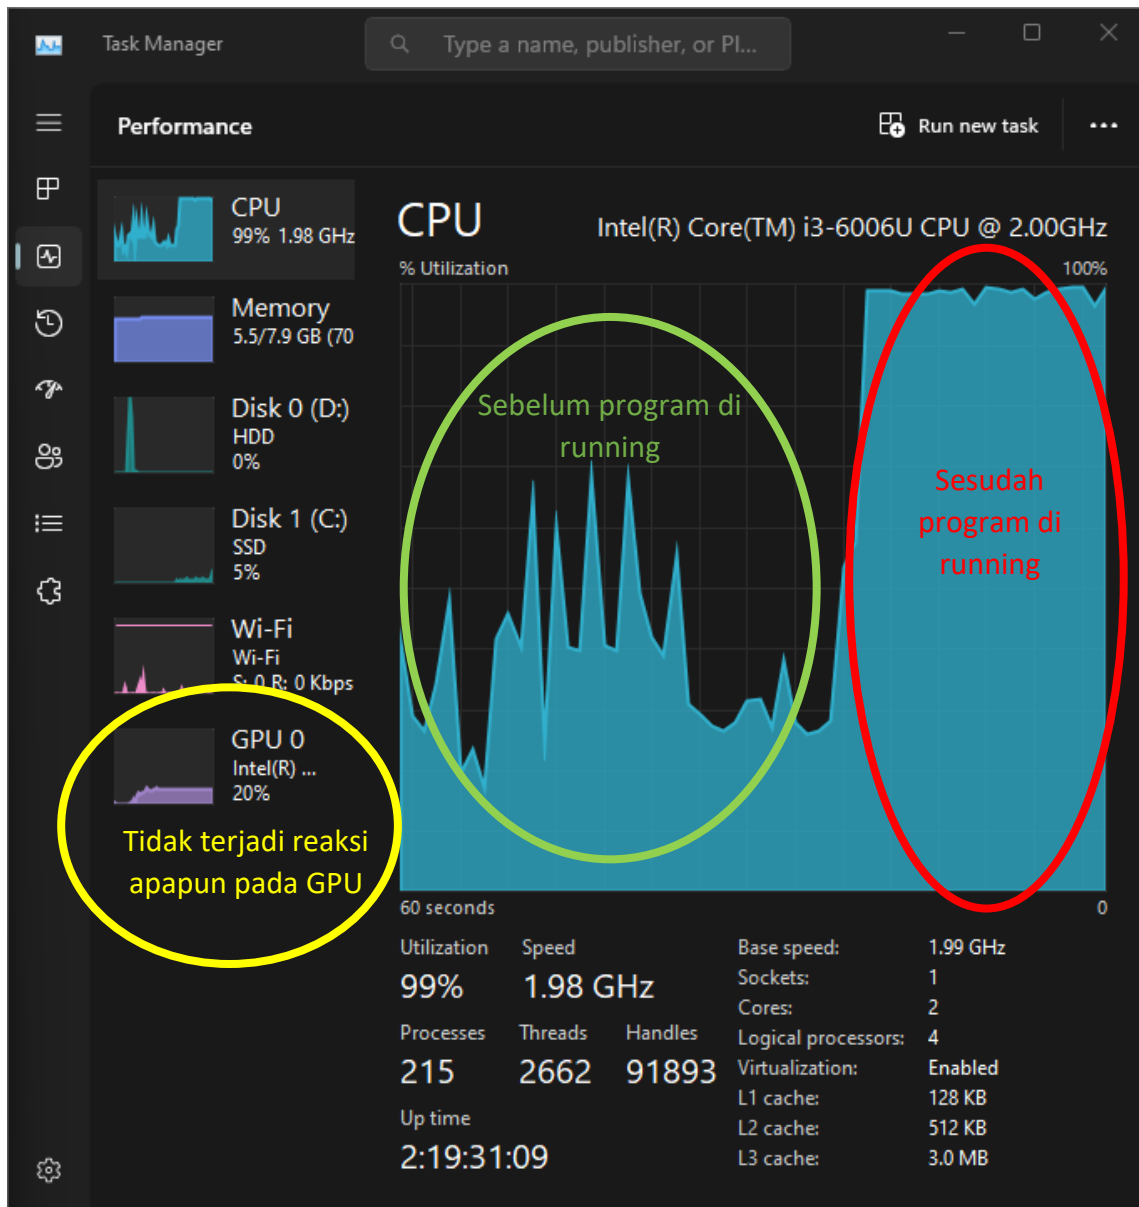 Task Manager
Type a name, publisher, or PI...
Performance
Run new task
CPU
99% 1.98 GHz
Memory
5.5/7.9 GB (70
Disk 0 (D:)
HDD
0%
Disk 1 (C:)
SSD
5%
Wi-Fi
Wi-Fi
S: 0 R: 0 Kbps
GPU 0
Intel(R) ...
20%
Tidak terjadi reaksi
apapun pada GPU
CPU
Intel(R) Core(TM) i3-6006U CPU @ 2.00GHz
% Utilization 100%
Sebelum program di
running
Sesudah
program di
running
60 seconds 0
Utilization Speed
99% 1.98 GHz
Processes Threads Handles
215 2662 91893
Up time
2:19:31:09
Base speed: 1.99 GHz
Sockets: 1
Cores: 2
Logical processors: 4
Virtualization: Enabled
L1 cache: 128 KB
L2 cache: 512 KB
L3 cache: 3.0 MB